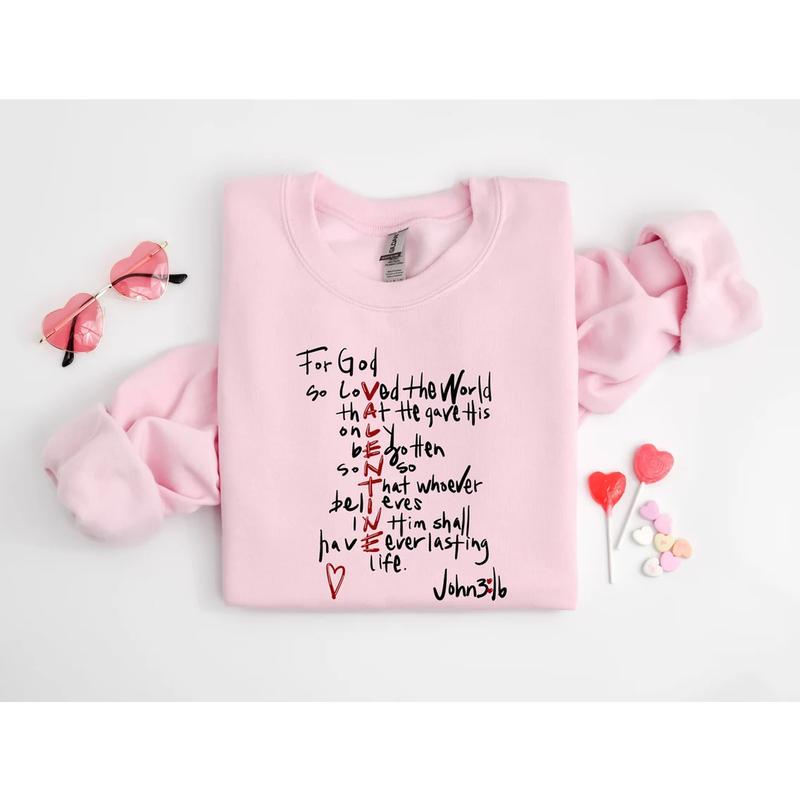 GILDAN
For God
so LoVed the World
thAt He gave His
onLy
bEgotten
soN so
That whoever
belIeves
iN Him shall
havE everlasting
life.
John3:16